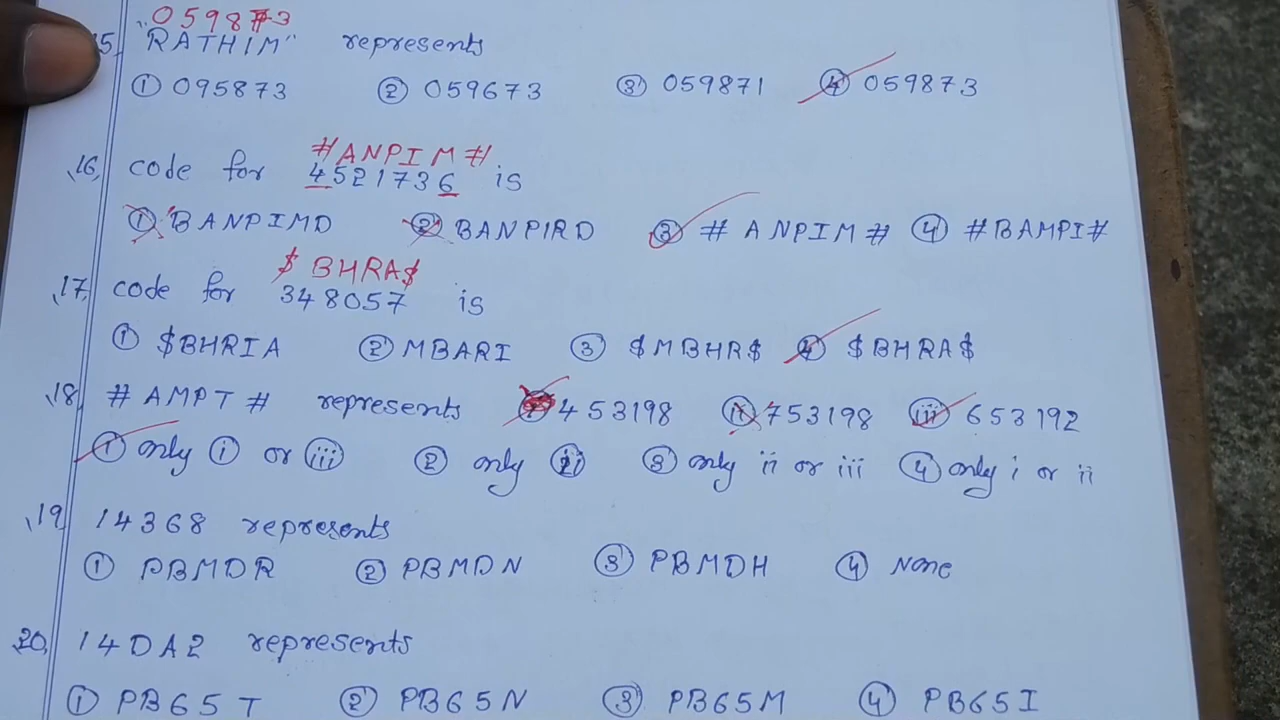 "059873
15, "RATHIM" represents
① 095873 ② 059673 ③ 059871 ④ 059873
#ANPIM#
16, code for 4521736 is
① BANPIMD ② BANPIRD ③ # ANPIM # ④ #BAMPI#
$ BHRA$
17, code for 348057 is
① $BHRIA ② MBARI ③ $MBHR$ ④ $BHRA$
18, # AMPT # represents ⓘ 453198 ⓘⓘ 753198 ⓘⓘⓘ 653192
① only ⓘ or ⓘⓘⓘ ② only ⓘⓘ ③ only ii or iii ④ only i or ii
19, 14368 represents
① PBMDR ② PBMDN ③ PBMDH ④ None
20, 14DA2 represents
① PB65T ② PB65N ③ PB65M ④ PB65I